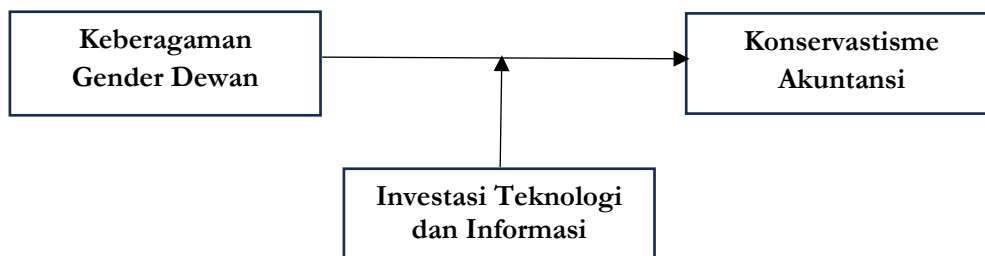 Keberagaman
Gender Dewan
Konservastisme
Akuntansi
Investasi Teknologi
dan Informasi